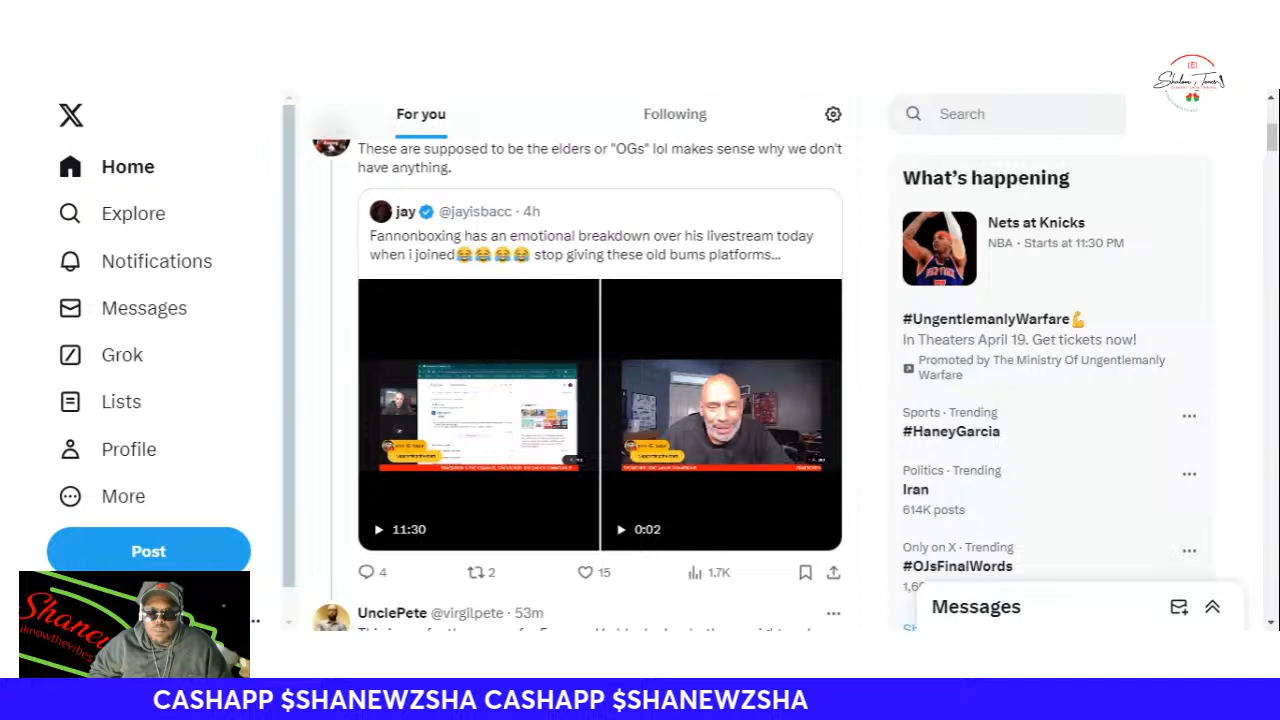 For you
Following
Search
Home
Explore
Notifications
Messages
Grok
Lists
Profile
More
Post
These are supposed to be the elders or "OGs" lol makes sense why we don't
have anything.
jay @jayisbacc · 4h
Fannonboxing has an emotional breakdown over his livestream today
when i joined😂😂😂😂 stop giving these old bums platforms...
11:30
0:02
4
2
15
1.7K
UnclePete @virgilpete · 53m
What's happening
Nets at Knicks
NBA · Starts at 11:30 PM
#UngentlemanlyWarfare💪
In Theaters April 19. Get tickets now!
Promoted by The Ministry Of Ungentlemanly
Warfare
Sports · Trending
#HaneyGarcia
Politics · Trending
Iran
614K posts
Only on X · Trending
#OJsFinalWords
Messages
Shanew
iknowthevibes
CASHAPP $SHANEWZSHA CASHAPP $SHANEWZSHA